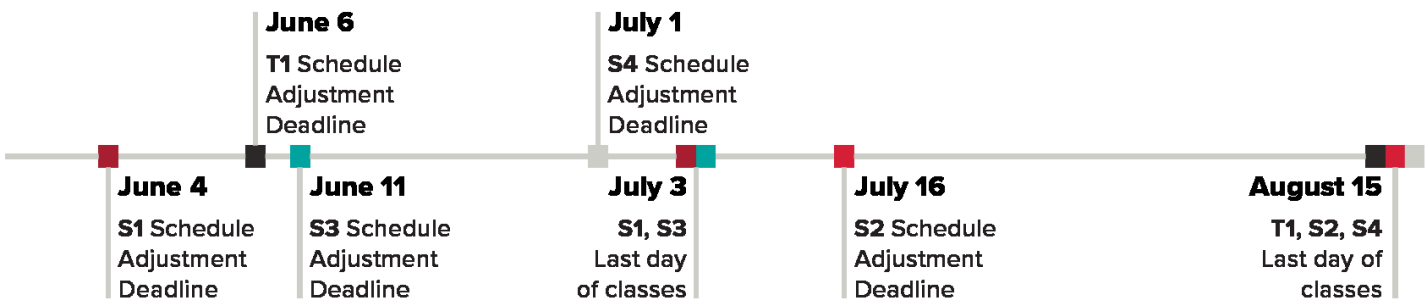 June 6
T1 Schedule
Adjustment
Deadline
July 1
S4 Schedule
Adjustment
Deadline
June 4
S1 Schedule
Adjustment
Deadline
June 11
S3 Schedule
Adjustment
Deadline
July 3
S1, S3
Last day
of classes
July 16
S2 Schedule
Adjustment
Deadline
August 15
T1, S2, S4
Last day of
classes